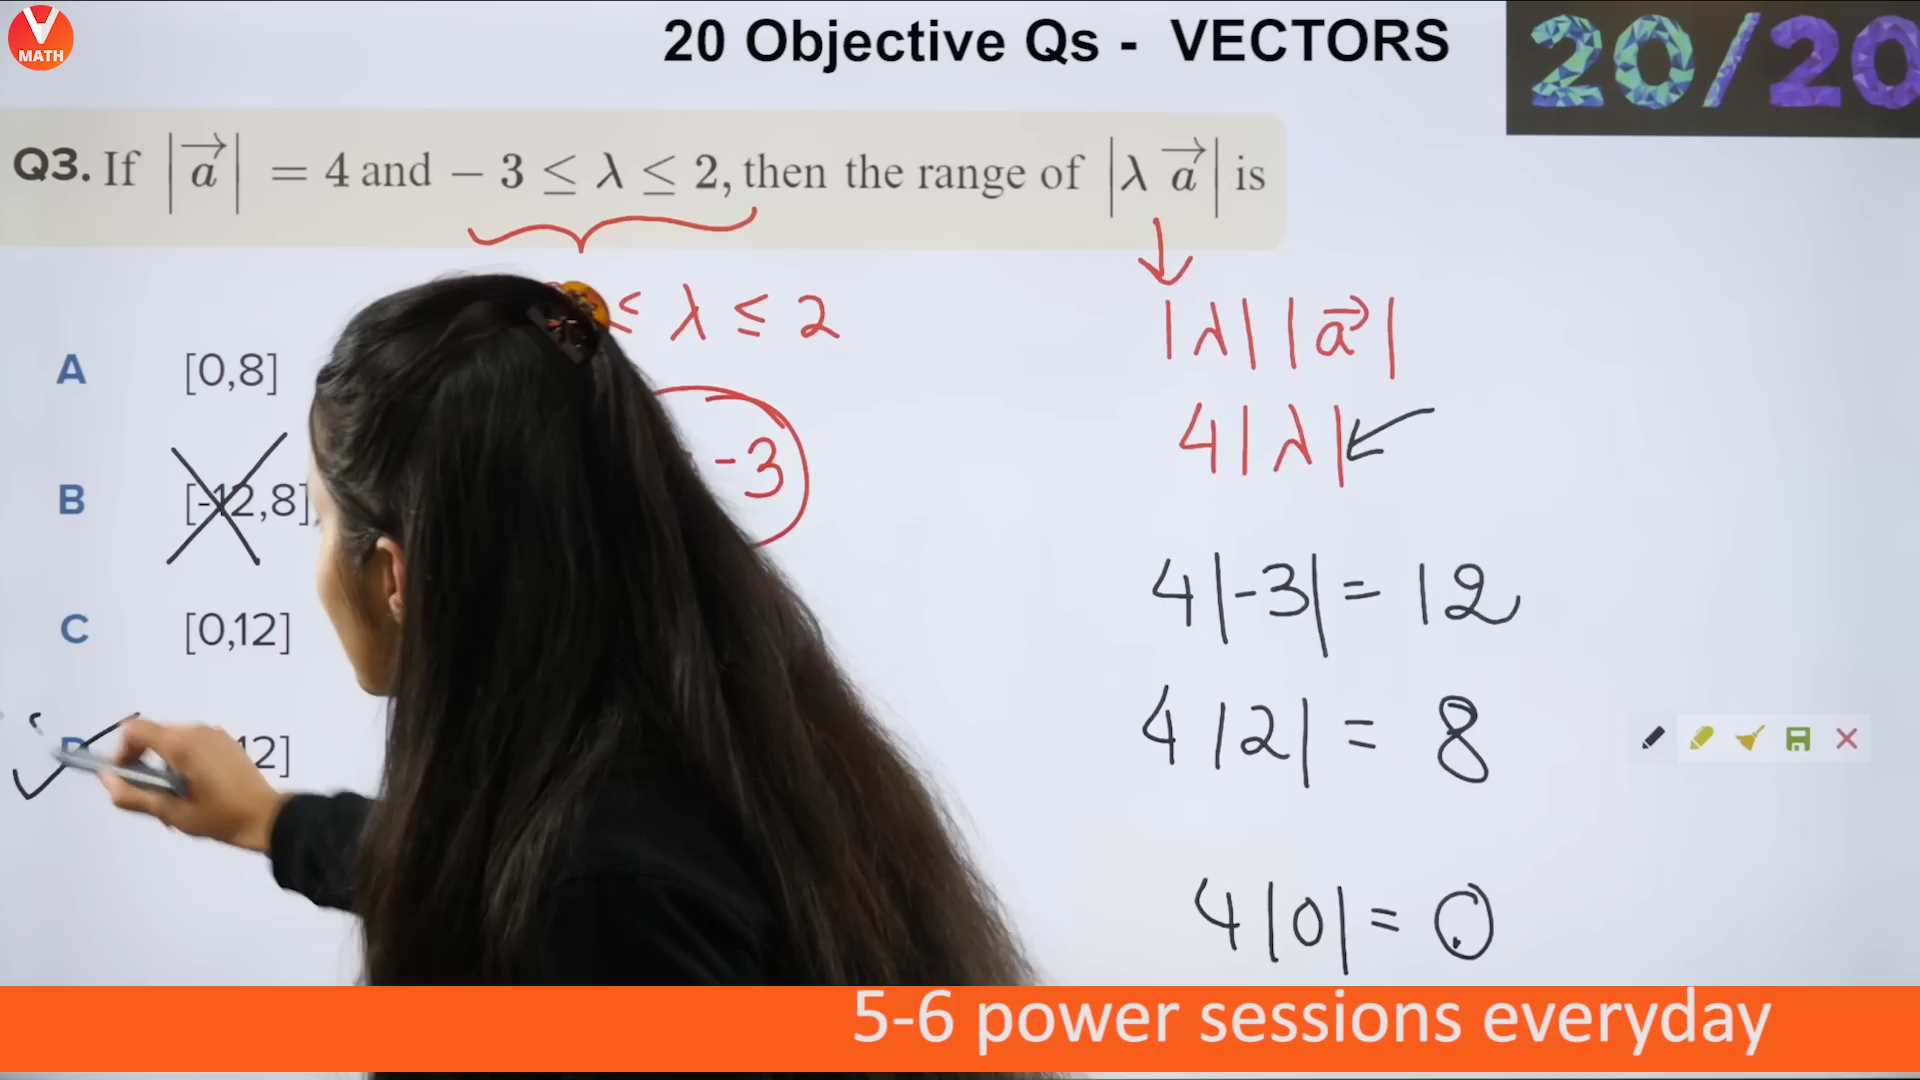 V
MATH
20 Objective Qs - VECTORS
20/20
Q3. If |a⃗| = 4 and – 3 ≤ λ ≤ 2, then the range of |λ a⃗| is
≤ λ ≤ 2
|λ| |a⃗|
A [0,8]
4|λ|
-3
B [-12,8]
4|-3| = 12
C [0,12]
4|2| = 8
D 12]
4|0| = 0
5-6 power sessions everyday